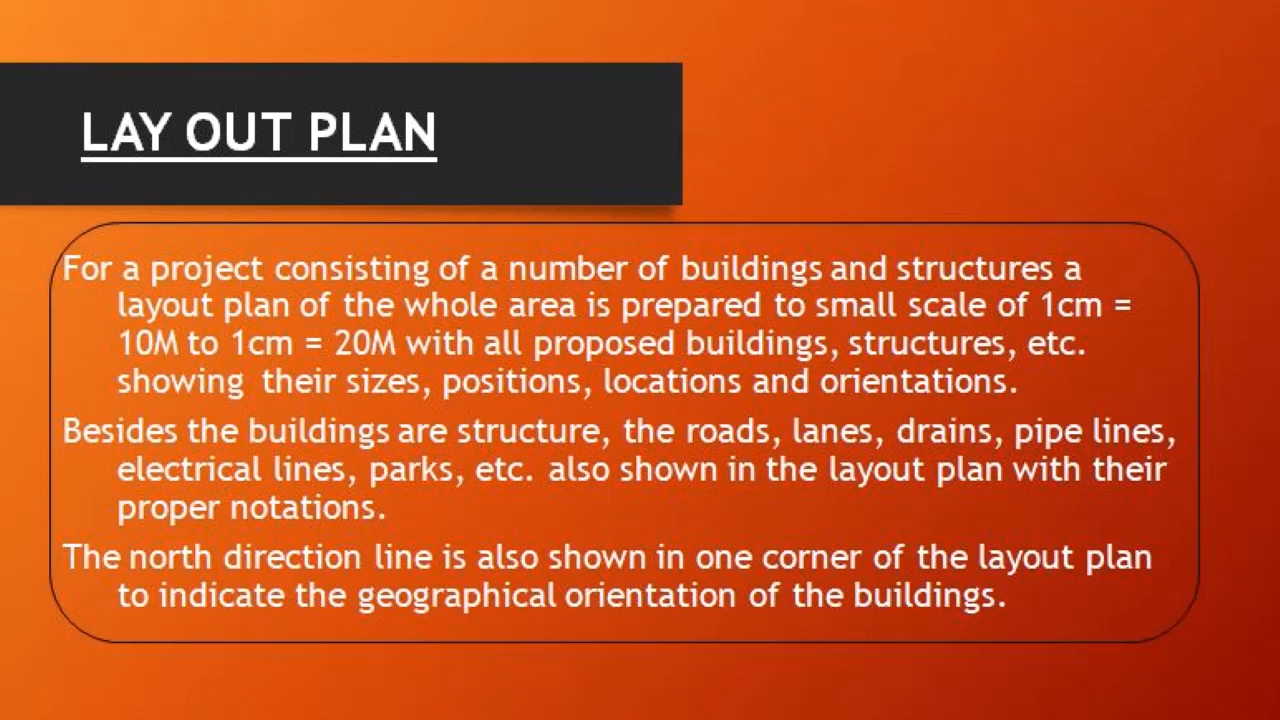 LAY OUT PLAN
For a project consisting of a number of buildings and structures a
layout plan of the whole area is prepared to small scale of 1cm =
10M to 1cm = 20M with all proposed buildings, structures, etc.
showing their sizes, positions, locations and orientations.
Besides the buildings are structure, the roads, lanes, drains, pipe lines,
electrical lines, parks, etc. also shown in the layout plan with their
proper notations.
The north direction line is also shown in one corner of the layout plan
to indicate the geographical orientation of the buildings.